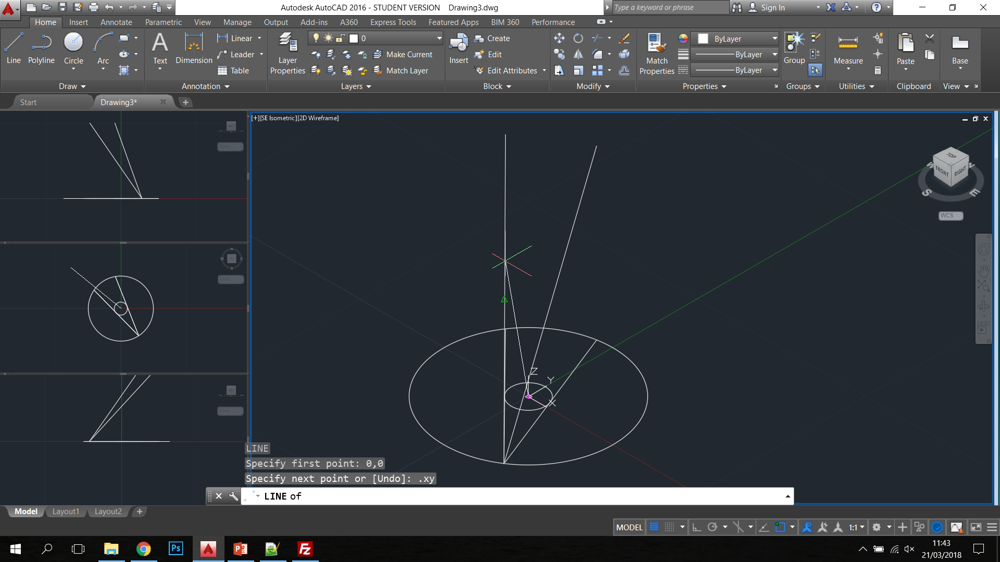 Autodesk AutoCAD 2016 - STUDENT VERSION Drawing3.dwg
Type a keyword or phrase
Sign In
Home Insert Annotate Parametric View Manage Output Add-ins A360 Express Tools Featured Apps BIM 360 Performance
Line Polyline Circle Arc
Draw
Text Dimension
Linear
Leader
Table
Annotation
Layer Properties
0
Make Current
Match Layer
Layers
Insert
Create
Edit
Edit Attributes
Block
Modify
Match Properties
ByLayer
ByLayer
ByLayer
Properties
Group
Groups
Measure
Utilities
Paste
Clipboard
Base
View
Start Drawing3*
[+][SE Isometric][2D Wireframe]
TOP
FRONT RIGHT
S E
WCS
N
W E
S
Z
Y
X
LINE
Specify first point: 0,0
Specify next point or [Undo]: .xy
LINE of
Model Layout1 Layout2
MODEL
1:1
Ps
Fz
11:43
21/03/2018